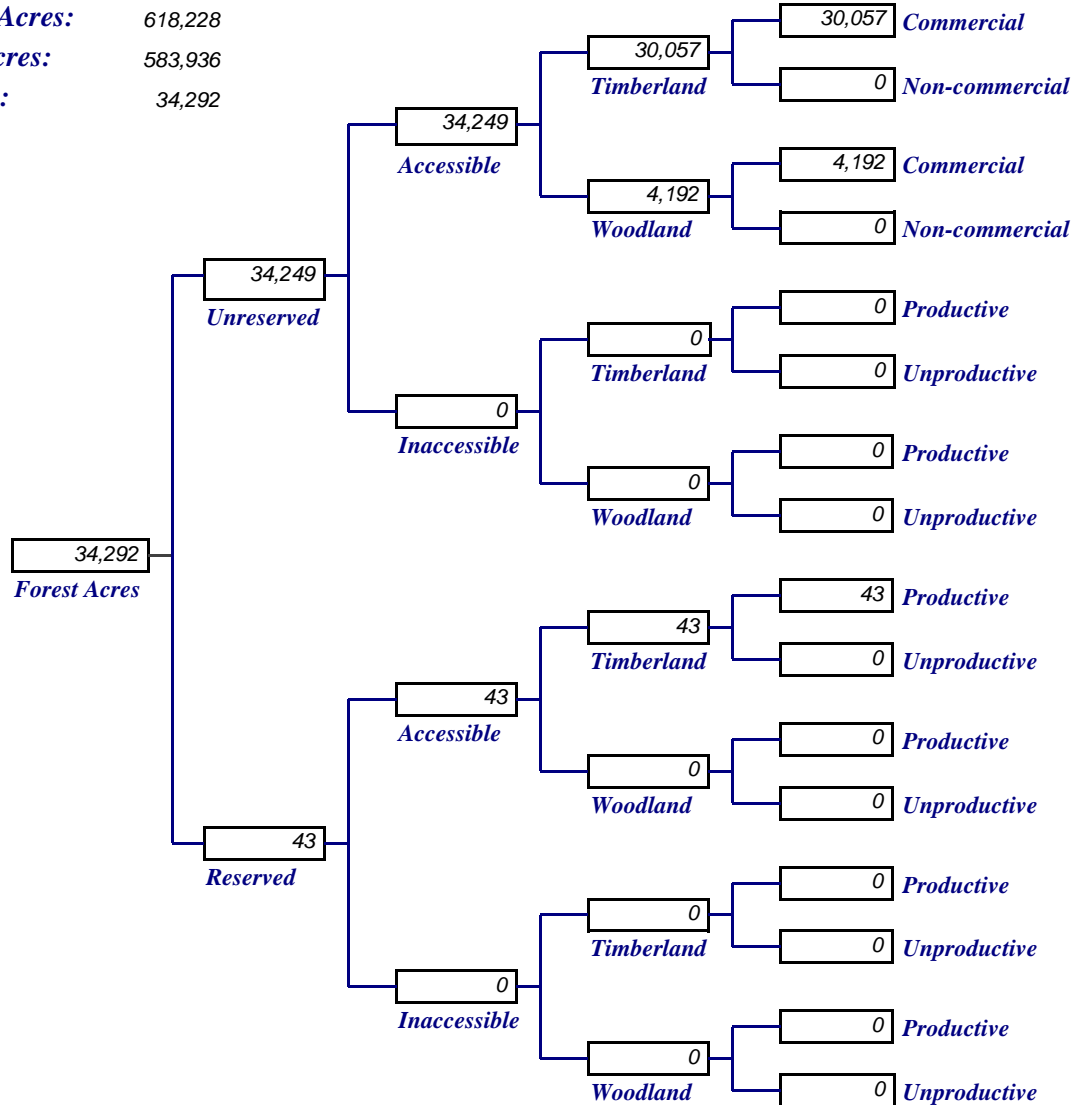 Acres: 618,228
cres: 583,936
: 34,292
30,057 Commercial
30,057
Timberland
0 Non-commercial
34,249
Accessible
4,192 Commercial
4,192
Woodland
0 Non-commercial
34,249
Unreserved
0 Productive
0
Timberland
0 Unproductive
0
Inaccessible
0 Productive
0
Woodland
0 Unproductive
34,292
Forest Acres
43 Productive
43
Timberland
0 Unproductive
43
Accessible
0 Productive
0
Woodland
0 Unproductive
43
Reserved
0 Productive
0
Timberland
0 Unproductive
0
Inaccessible
0 Productive
0
Woodland
0 Unproductive